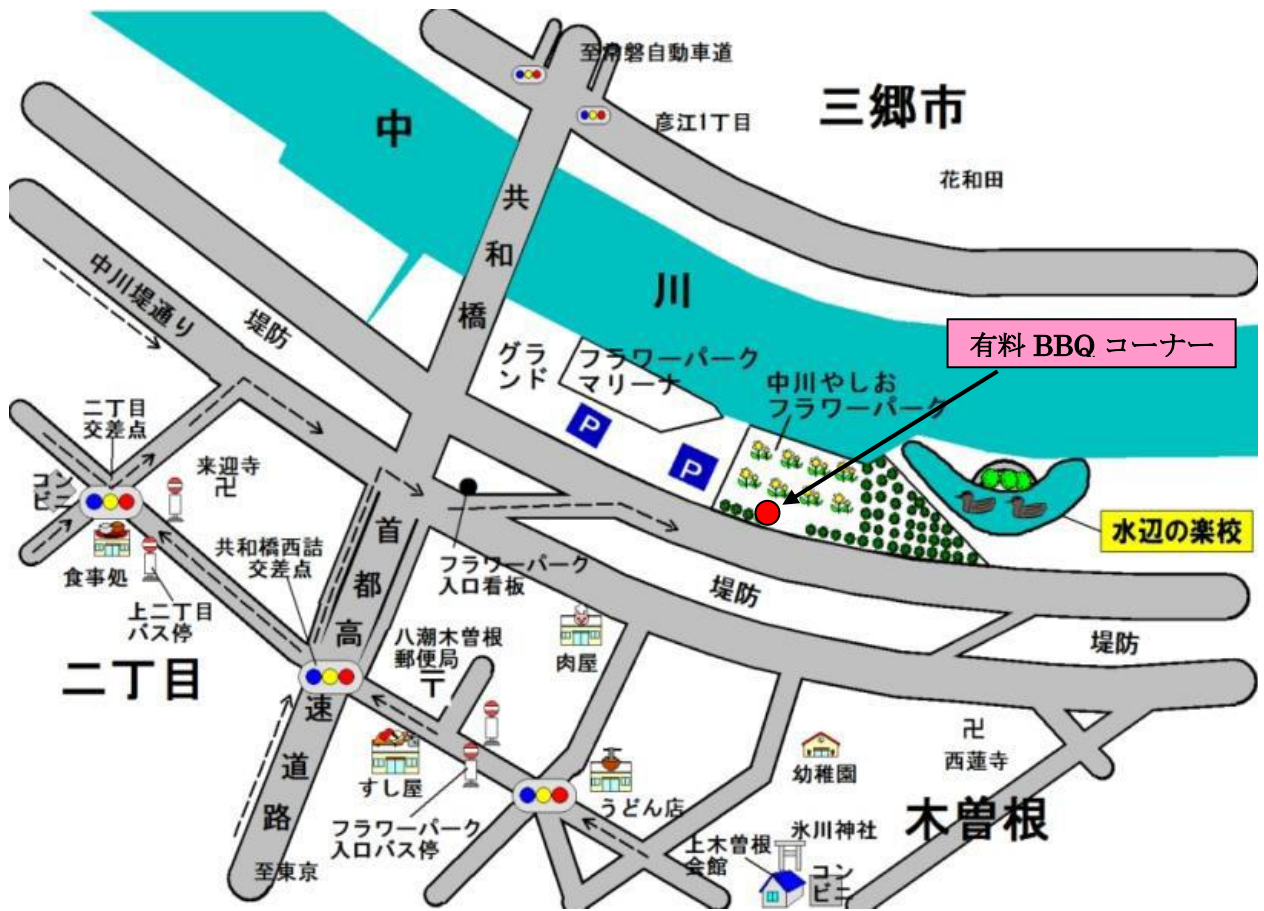 至常磐自動車道
三郷市
中
彦江1丁目
花和田
共和橋
川
中川堤通り
堤防
有料 BBQ コーナー
グラ
ンド
フラワーパーク
マリーナ
中川やしお
フラワーパーク
P
P
二丁目
交差点
コン
ビニ
来迎寺
卍
水辺の楽校
食事処
共和橋西詰
交差点
首都高速道路
フラワーパーク
入口看板
堤防
上二丁目
バス停
八潮木曽根
郵便局
〒
肉屋
堤防
二丁目
卍
西蓮寺
すし屋
うどん店
幼稚園
木曽根
フラワーパーク
入口バス停
上木曽根
会館
氷川神社
コン
ビニ
至東京